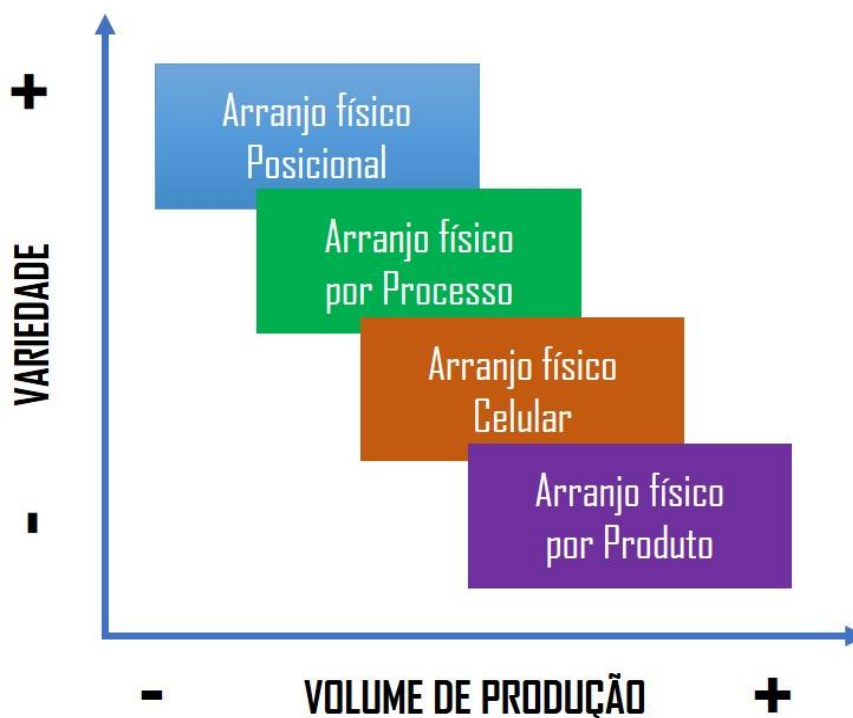 +
Arranjo físico
Posicional
Arranjo físico
por Processo
VARIEDADE
Arranjo físico
Celular
Arranjo físico
por Produto
-
- VOLUME DE PRODUÇÃO +